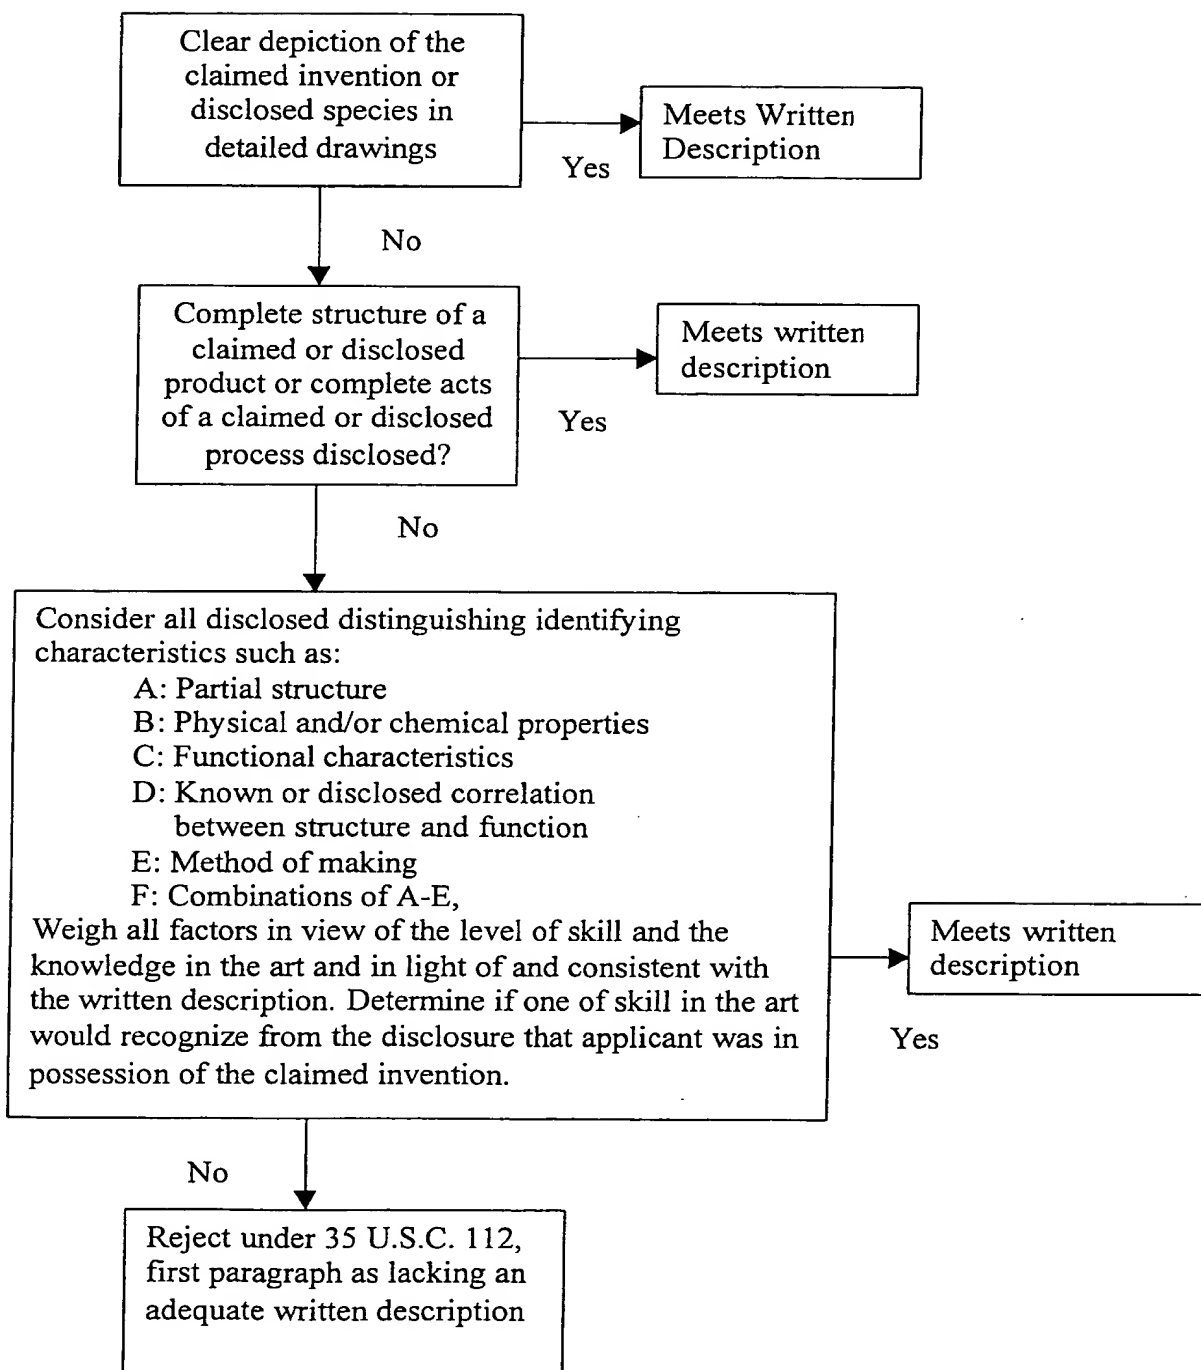 Clear depiction of the
claimed invention or
disclosed species in
detailed drawings
Meets Written
Description
Yes
No
Complete structure of a
claimed or disclosed
product or complete acts
of a claimed or disclosed
process disclosed?
Meets written
description
Yes
No
Consider all disclosed distinguishing identifying
characteristics such as:
A: Partial structure
B: Physical and/or chemical properties
C: Functional characteristics
D: Known or disclosed correlation
between structure and function
E: Method of making
F: Combinations of A-E,
Weigh all factors in view of the level of skill and the
knowledge in the art and in light of and consistent with
the written description. Determine if one of skill in the art
would recognize from the disclosure that applicant was in
possession of the claimed invention.
Meets written
description
Yes
No
Reject under 35 U.S.C. 112,
first paragraph as lacking an
adequate written description